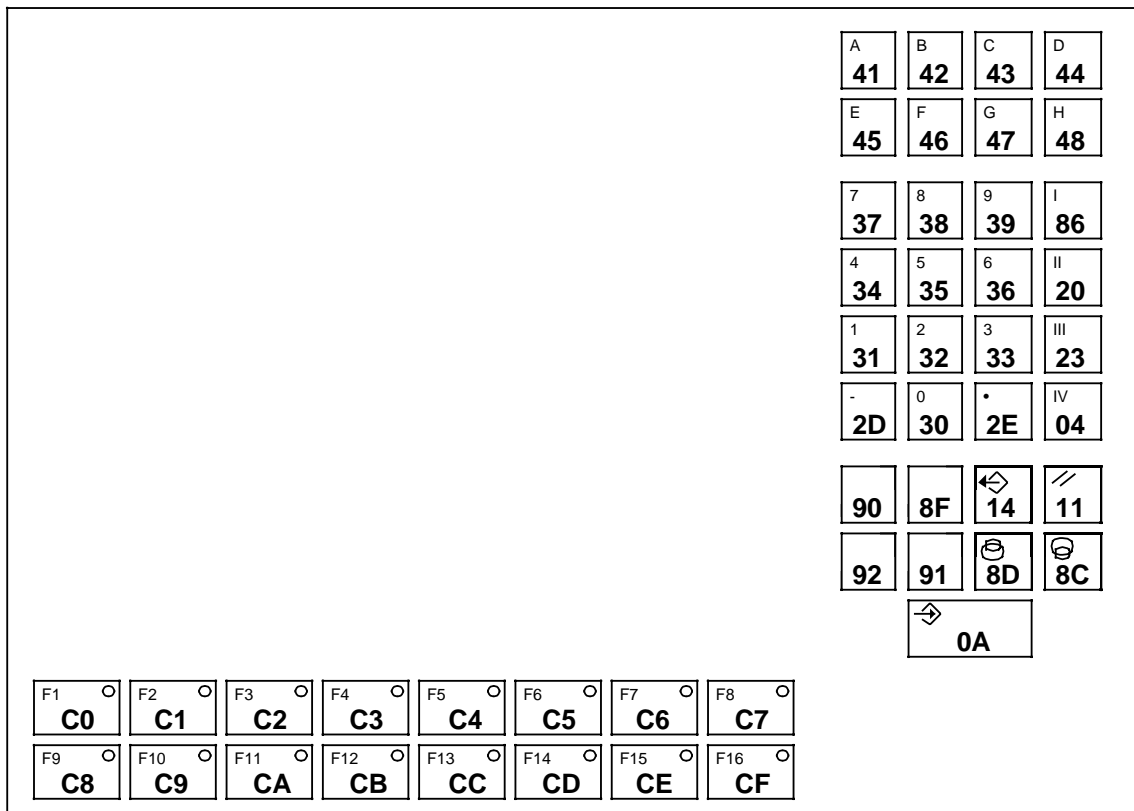 A B C D
41 42 43 44
E F G H
45 46 47 48
7 8 9 I
37 38 39 86
4 5 6 II
34 35 36 20
1 2 3 III
31 32 33 23
- 0 • IV
2D 30 2E 04
90 8F 14 11
92 91 8D 8C
0A
F1 F2 F3 F4 F5 F6 F7 F8
C0 C1 C2 C3 C4 C5 C6 C7
F9 F10 F11 F12 F13 F14 F15 F16
C8 C9 CA CB CC CD CE CF